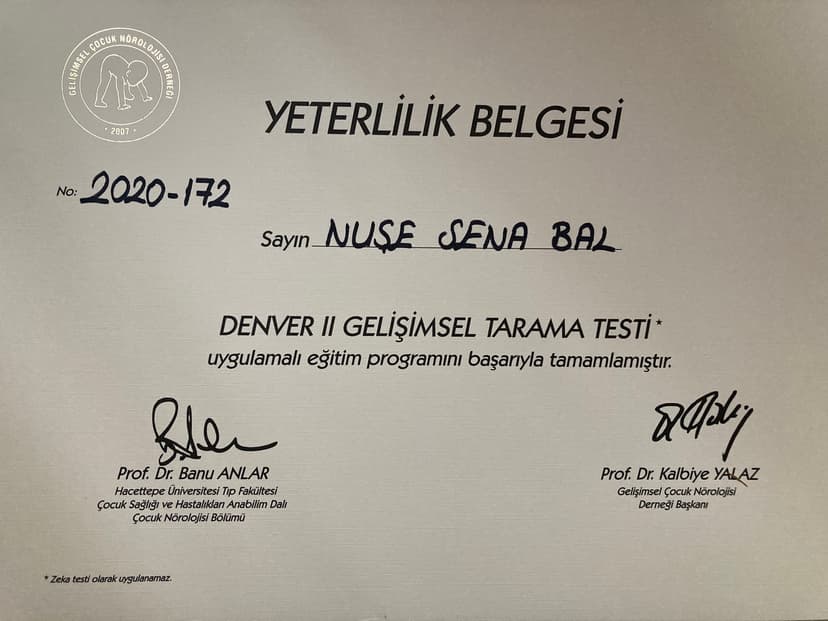 GELİŞİMSEL ÇOCUK NÖROLOJİSİ DERNEĞİ
• 2007 •
YETERLİLİK BELGESİ
No: 2020-172
Sayın NUŞE SENA BAL
DENVER II GELİŞİMSEL TARAMA TESTİ*
uygulamalı eğitim programını başarıyla tamamlamıştır.
Prof. Dr. Banu ANLAR
Hacettepe Üniversitesi Tıp Fakültesi
Çocuk Sağlığı ve Hastalıkları Anabilim Dalı
Çocuk Nörolojisi Bölümü
Prof. Dr. Kalbiye YALAZ
Gelişimsel Çocuk Nörolojisi
Derneği Başkanı
* Zeka testi olarak uygulanamaz.